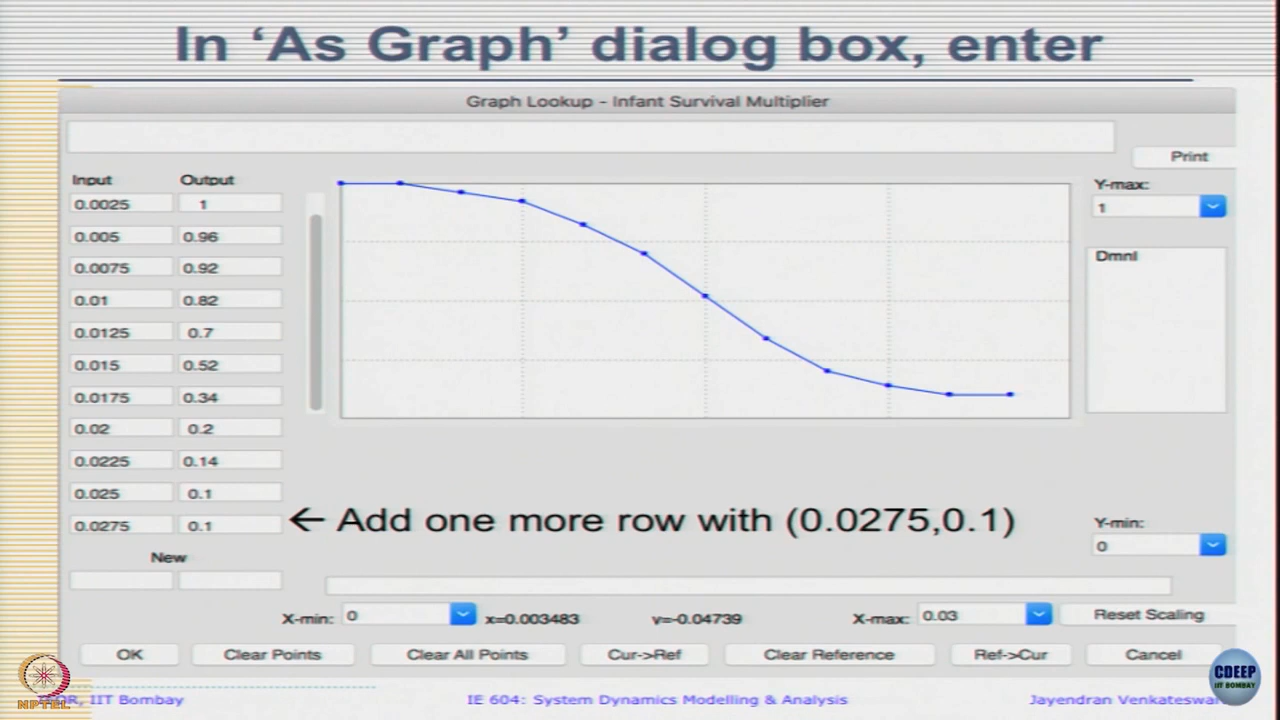 In ‘As Graph’ dialog box, enter
Graph Lookup - Infant Survival Multiplier
Print
Input Output Y-max:
0.0025 1 1
0.005 0.96
Dmnl
0.0075 0.92
0.01 0.82
0.0125 0.7
0.015 0.52
0.0175 0.34
0.02 0.2
0.0225 0.14
0.025 0.1
0.0275 0.1 ← Add one more row with (0.0275,0.1) Y-min:
0
New
X-min: 0 x=0.003483 y=-0.04739 X-max: 0.03 Reset Scaling
OK Clear Points Clear All Points Cur->Ref Clear Reference Ref->Cur Cancel
CDEEP
IIT BOMBAY
NPTEL
IIT Bombay IE 604: System Dynamics Modelling & Analysis Jayendran